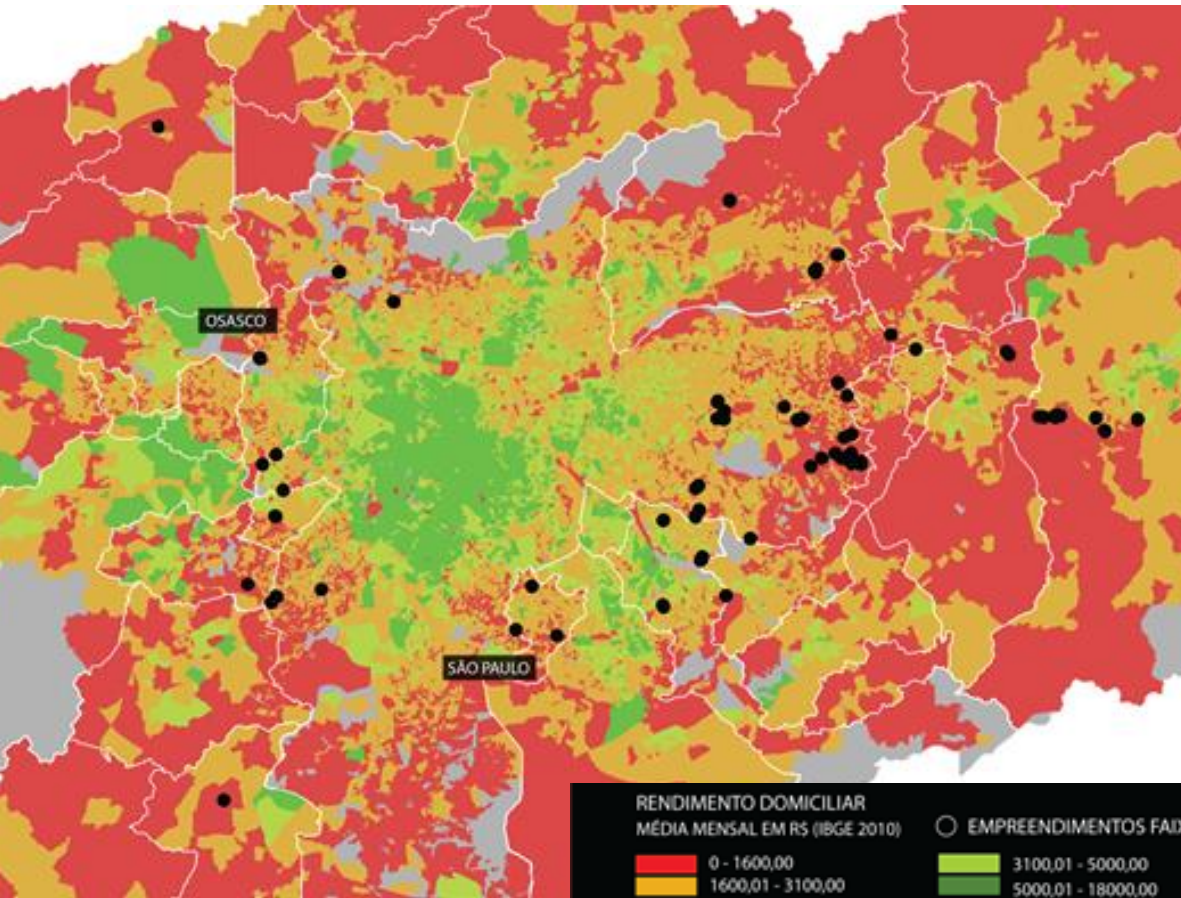 OSASCO
SÃO PAULO
RENDIMENTO DOMICILIAR
MÉDIA MENSAL EM R$ (IBGE 2010)
EMPREENDIMENTOS FAIX
0 - 1600,00
3100,01 - 5000,00
1600,01 - 3100,00
5000,01 - 18000,00